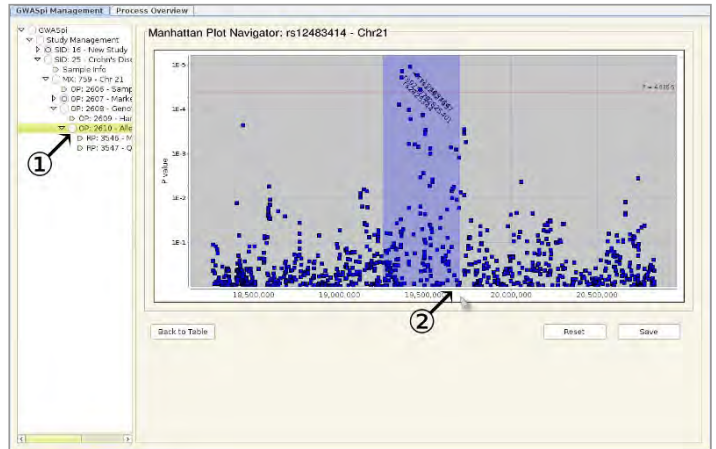 GWASpi Management Process Overview
GWASpi
Study Management
SID: 16 - New Study
SID: 25 - Crohn's Dise
Sample Info
MX: 759 - Chr 21
OP: 2606 - Samp
OP: 2607 - Marke
OP: 2608 - Geno
OP: 2609 - Har
OP: 2610 - Alle
RP: 3546 - M
RP: 3547 - Q
①
Manhattan Plot Navigator: rs12483414 - Chr21
P value
1E-5
1E-4
1E-3
1E-2
1E-1
18,500,000 19,000,000 19,500,000 20,000,000 20,500,000
②
Back to Table Reset Save